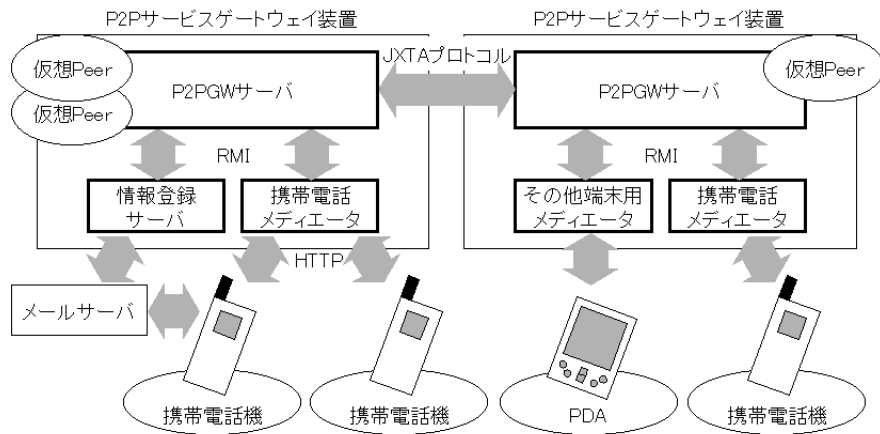 P2Pサービスゲートウェイ装置
P2Pサービスゲートウェイ装置
仮想Peer
仮想Peer
P2PGWサーバ
JXTAプロトコル
P2PGWサーバ
仮想Peer
RMI
RMI
情報登録
サーバ
携帯電話
メディエータ
その他端末用
メディエータ
携帯電話
メディエータ
HTTP
メールサーバ
携帯電話機
携帯電話機
PDA
携帯電話機